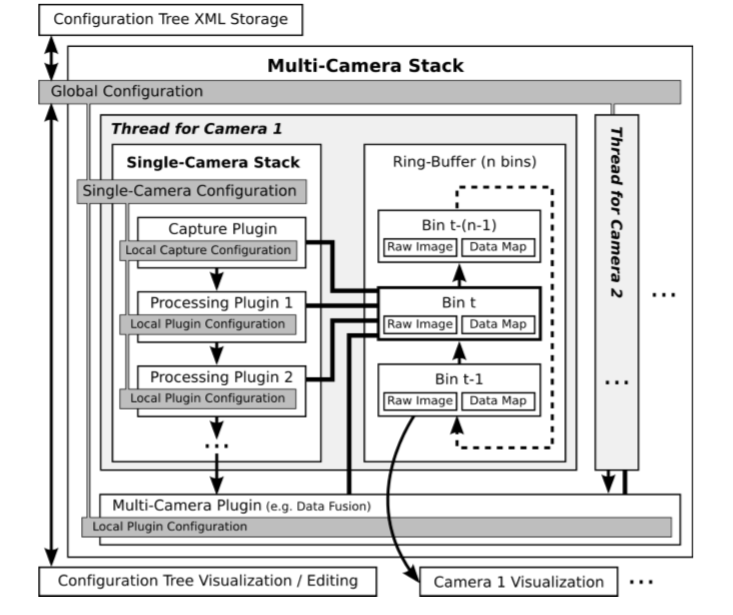 Configuration Tree XML Storage
Multi-Camera Stack
Global Configuration
Thread for Camera 1
Single-Camera Stack
Single-Camera Configuration
Capture Plugin
Local Capture Configuration
Processing Plugin 1
Local Plugin Configuration
Processing Plugin 2
Local Plugin Configuration
...
Ring-Buffer (n bins)
Bin t-(n-1)
Raw Image Data Map
Bin t
Raw Image Data Map
Bin t-1
Raw Image Data Map
Thread for Camera 2
...
...
Multi-Camera Plugin (e.g. Data Fusion)
Local Plugin Configuration
Configuration Tree Visualization / Editing
Camera 1 Visualization
...